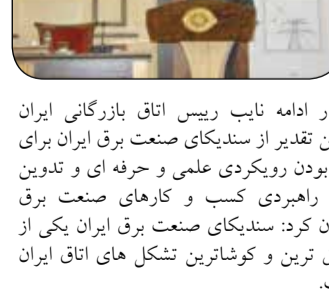 ر ادامه نایب رییس اتاق بازرگانی ایران
تقدیر از سندیکای صنعت برق ایران برای
بودن رویکردی علمی و حرفه ای و تدوین
راهبردی کسب و کارهای صنعت برق
کرد: سندیکای صنعت برق ایران یکی از
ترین و کوشاترین تشکل های اتاق ایران